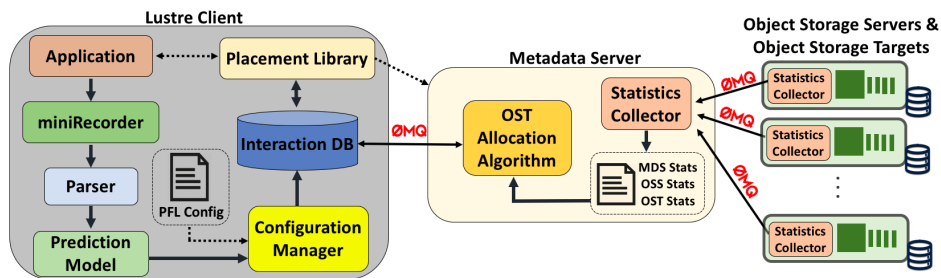 Lustre Client
Application
Placement Library
miniRecorder
Interaction DB
Parser
PFL Config
Prediction
Model
Configuration
Manager
ØMQ
Metadata Server
OST
Allocation
Algorithm
Statistics
Collector
MDS Stats
OSS Stats
OST Stats
Object Storage Servers &
Object Storage Targets
ØMQ
Statistics
Collector
ØMQ
Statistics
Collector
ØMQ
Statistics
Collector